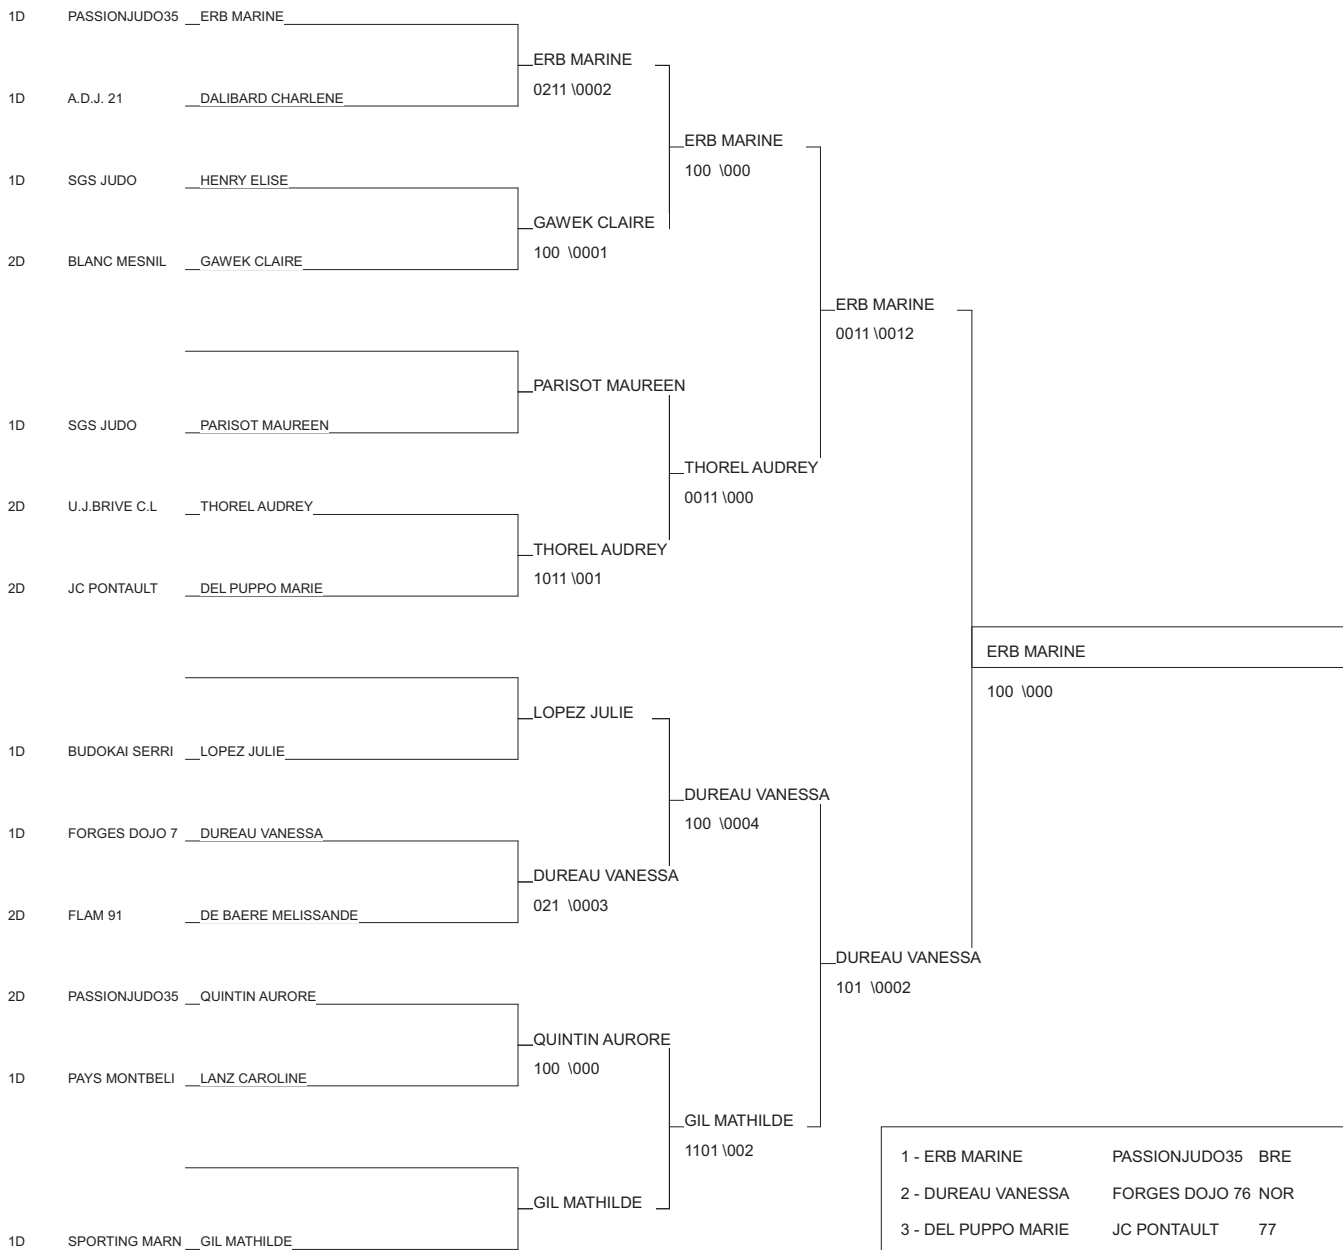 1D PASSIONJUDO35 ERB MARINE
ERB MARINE
0211 \0002
1D A.D.J. 21 DALIBARD CHARLENE
ERB MARINE
100 \000
1D SGS JUDO HENRY ELISE
GAWEK CLAIRE
100 \0001
2D BLANC MESNIL GAWEK CLAIRE
ERB MARINE
0011 \0012
PARISOT MAUREEN
1D SGS JUDO PARISOT MAUREEN
THOREL AUDREY
0011 \000
2D U.J.BRIVE C.L THOREL AUDREY
THOREL AUDREY
1011 \001
2D JC PONTAULT DEL PUPPO MARIE
ERB MARINE
100 \000
LOPEZ JULIE
1D BUDOKAI SERRI LOPEZ JULIE
DUREAU VANESSA
100 \0004
1D FORGES DOJO 7 DUREAU VANESSA
DUREAU VANESSA
021 \0003
2D FLAM 91 DE BAERE MELISSANDE
DUREAU VANESSA
101 \0002
2D PASSIONJUDO35 QUINTIN AURORE
QUINTIN AURORE
100 \000
1D PAYS MONTBELI LANZ CAROLINE
GIL MATHILDE
1101 \002
GIL MATHILDE
1D SPORTING MARN GIL MATHILDE
1 - ERB MARINE PASSIONJUDO35 BRE
2 - DUREAU VANESSA FORGES DOJO 76 NOR
3 - DEL PUPPO MARIE JC PONTAULT 77